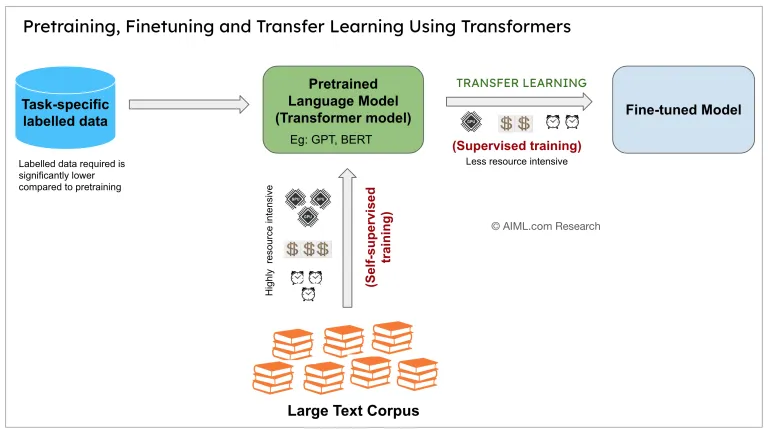 Pretraining, Finetuning and Transfer Learning Using Transformers
Task-specific
labelled data
Labelled data required is
significantly lower
compared to pretraining
Pretrained
Language Model
(Transformer model)
Eg: GPT, BERT
TRANSFER LEARNING
$ $
(Supervised training)
Less resource intensive
Fine-tuned Model
Highly resource intensive
$ $$
(Self-supervised
training)
© AIML.com Research
Large Text Corpus